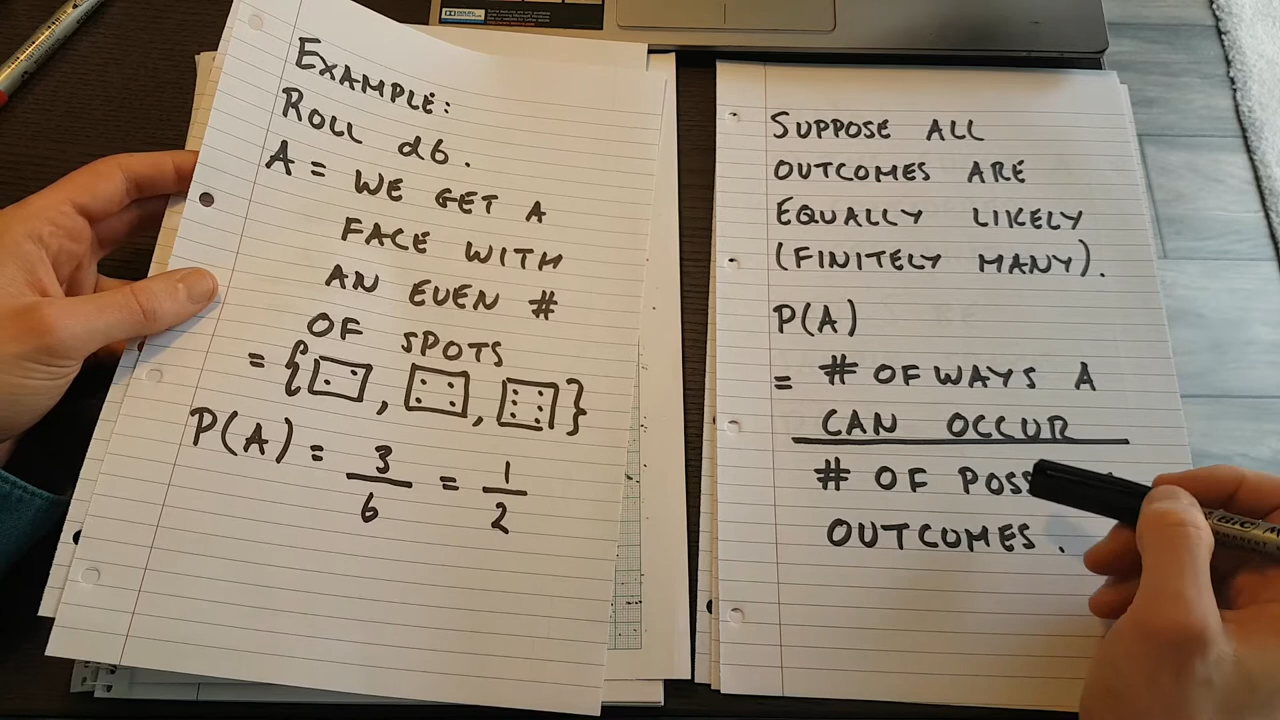 EXAMPLE:
ROLL d6.
A = WE GET A
FACE WITH
AN EVEN #
OF SPOTS
= { , , }
P(A) = 3/6 = 1/2
SUPPOSE ALL
OUTCOMES ARE
EQUALLY LIKELY
(FINITELY MANY).
P(A)
= # OF WAYS A
CAN OCCUR
# OF POSS
OUTCOMES.
BIC